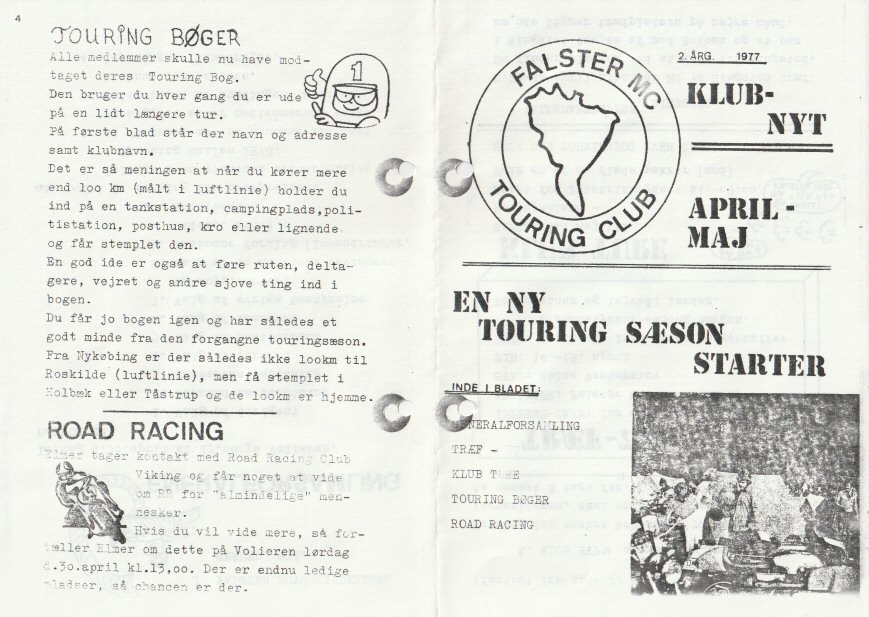 4
TOURING BØGER
Alle medlemmer skulle nu have mod-
taget deres Touring Bog.
Den bruger du hver gang du er ude
på en lidt længere tur.
På første blad står der navn og adresse
samt klubnavn.
Det er så meningen at når du kører mere
end loo km (målt i luftlinie) holder du
ind på en tankstation, campingplads,poli-
tistation, posthus, kro eller lignende
og får stemplet den.
En god ide er også at føre ruten, delta-
gere, vejret og andre sjove ting ind i
bogen.
Du får jo bogen igen og har således et
godt minde fra den forgangne touringsæson.
Fra Nykøbing er der således ikke lookm til
Roskilde (luftlinie), men få stemplet i
Holbæk eller Tåstrup og de lookm er hjemme.
1
ROAD RACING
Elmer tager kontakt med Road Racing Club
Viking og får noget at vide
om RR for "almindelige" men-
nesker.
Hvis du vil vide mere, så for-
tæller Elmer om dette på Volieren lørdag
d.3o.april kl.13,oo. Der er endnu ledige
pladser, så chancen er der.
FALSTER MC
TOURING CLUB
2. ÅRG. 1977
KLUB-
NYT
APRIL-
MAJ
EN NY
TOURING SÆSON
STARTER
INDE I BLADET:
GENERALFORSAMLING
TRÆF -
KLUB TURE
TOURING BØGER
ROAD RACING